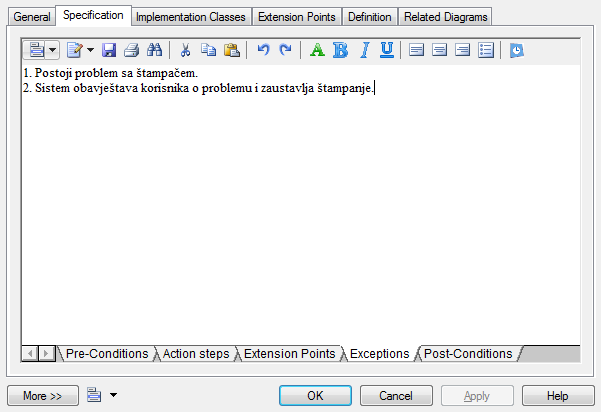 General Specification Implementation Classes Extension Points Definition Related Diagrams
A B I U
1. Postoji problem sa štampačem.
2. Sistem obavještava korisnika o problemu i zaustavlja štampanje.
Pre-Conditions Action steps Extension Points Exceptions Post-Conditions
More >> OK Cancel Apply Help